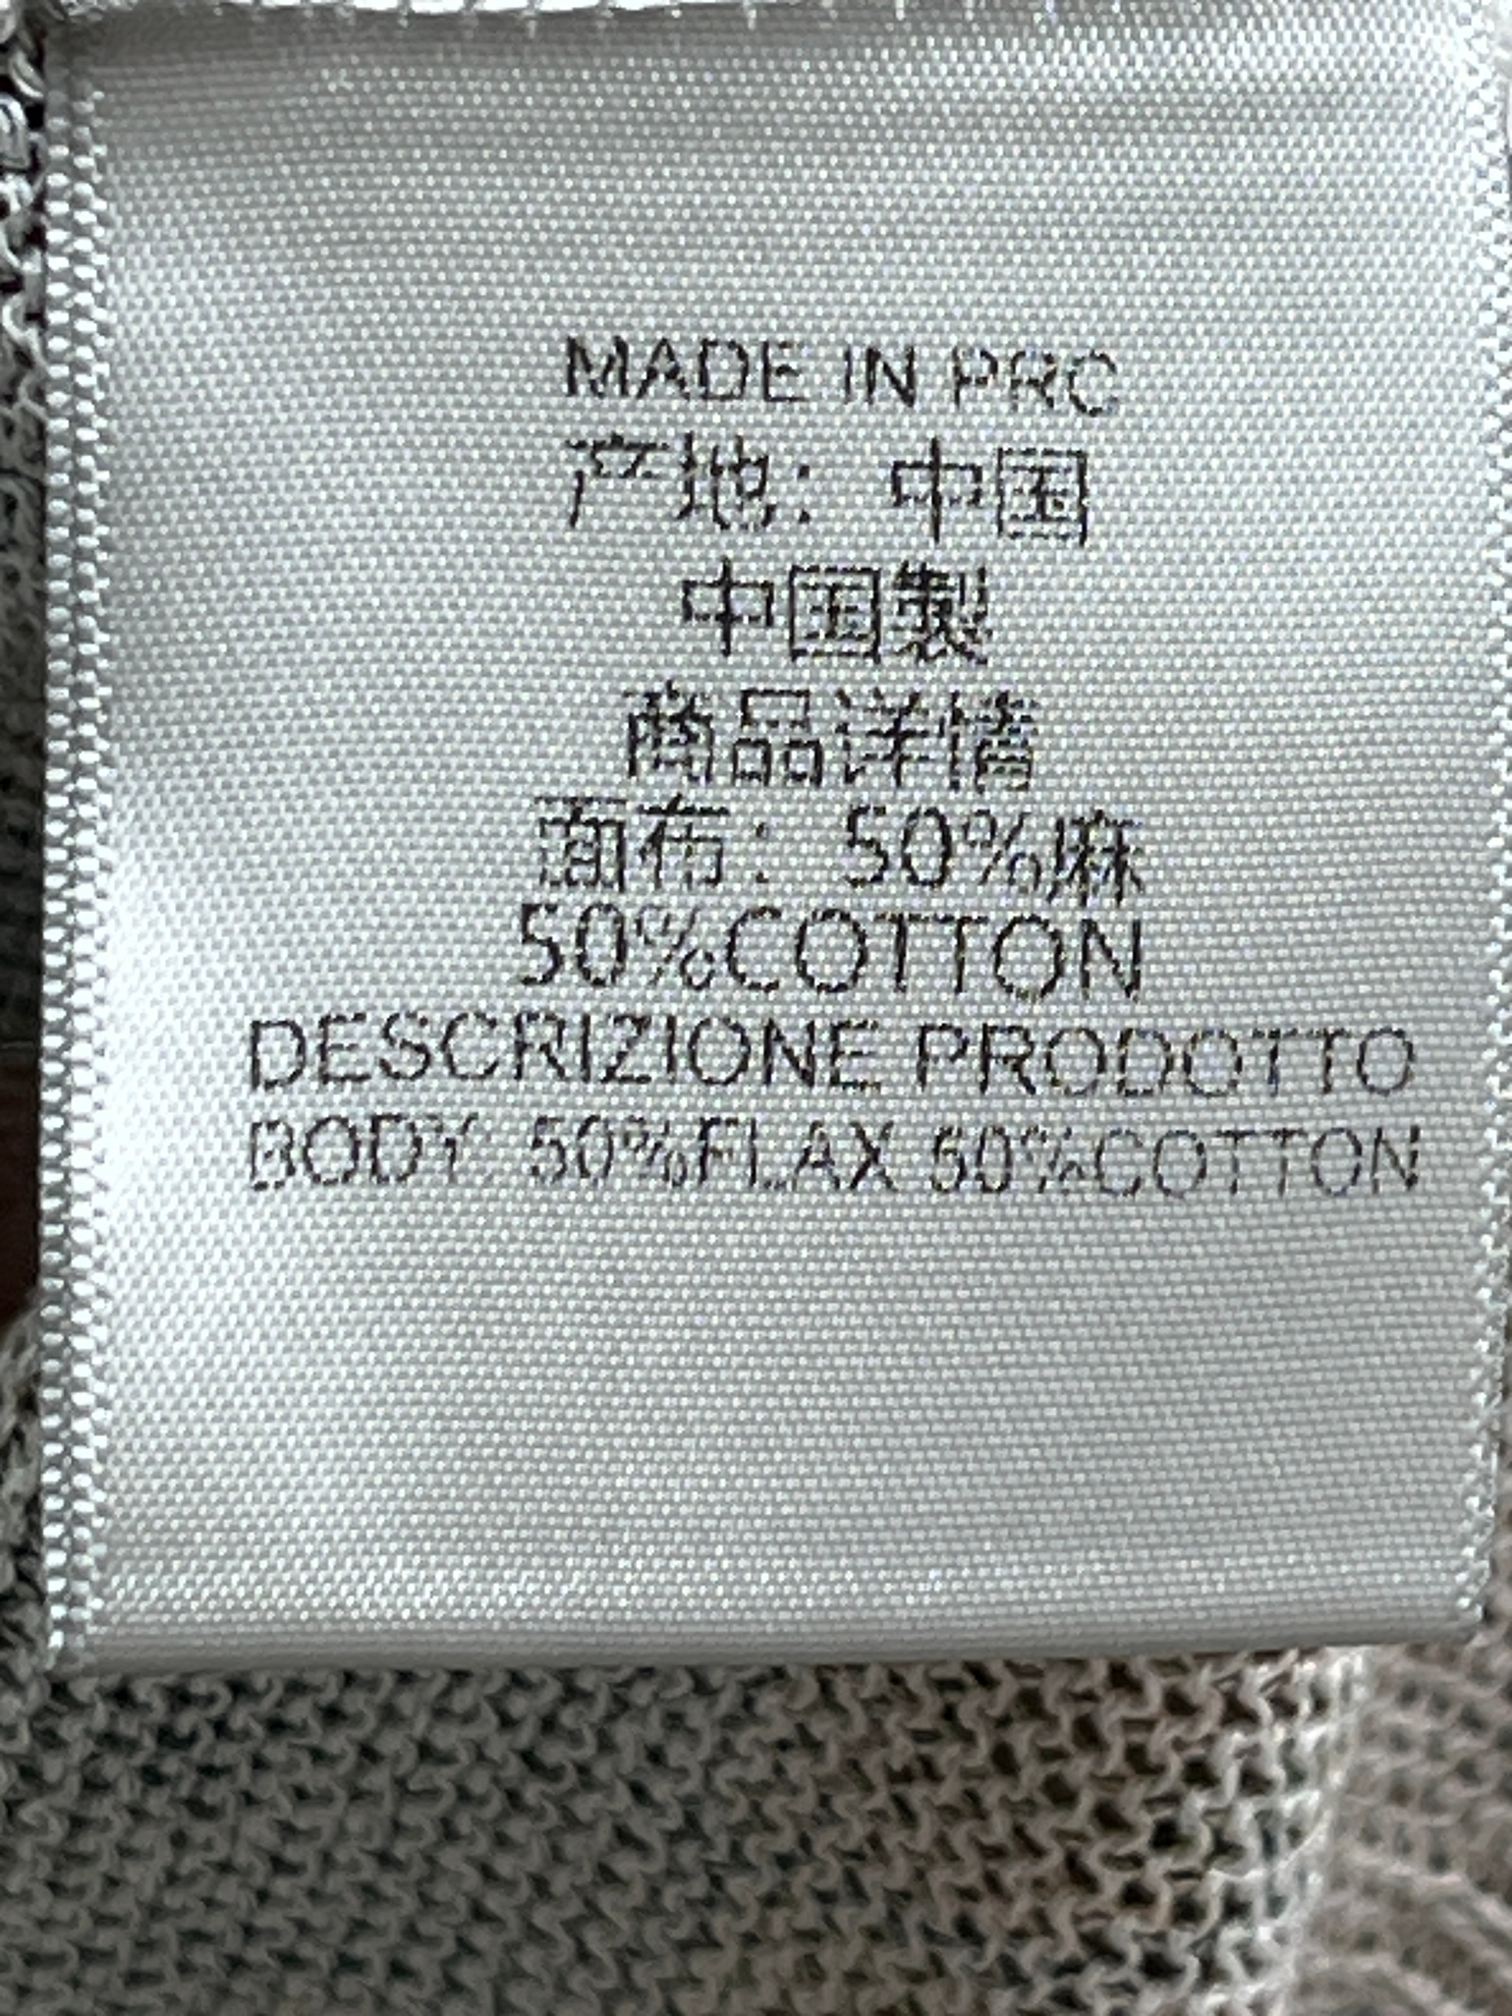 MADE IN PRC
产地：中国
中国製
商品详情
面布：50%麻
50%COTTON
DESCRIZIONE PRODOTTO
BODY: 50%FLAX 50%COTTON